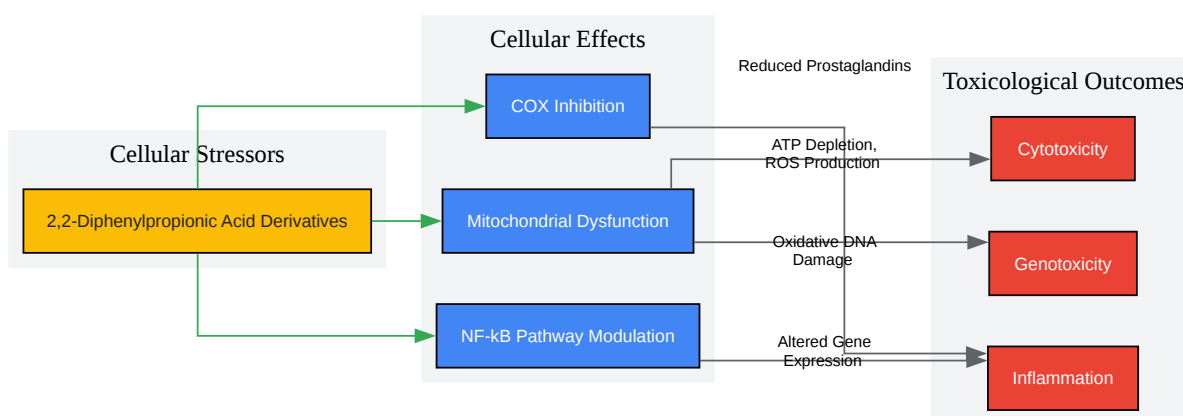 Cellular Stressors
2,2-Diphenylpropionic Acid Derivatives
Cellular Effects
COX Inhibition
Mitochondrial Dysfunction
NF-kB Pathway Modulation
Reduced Prostaglandins
ATP Depletion,
ROS Production
Oxidative DNA
Damage
Altered Gene
Expression
Toxicological Outcomes
Cytotoxicity
Genotoxicity
Inflammation